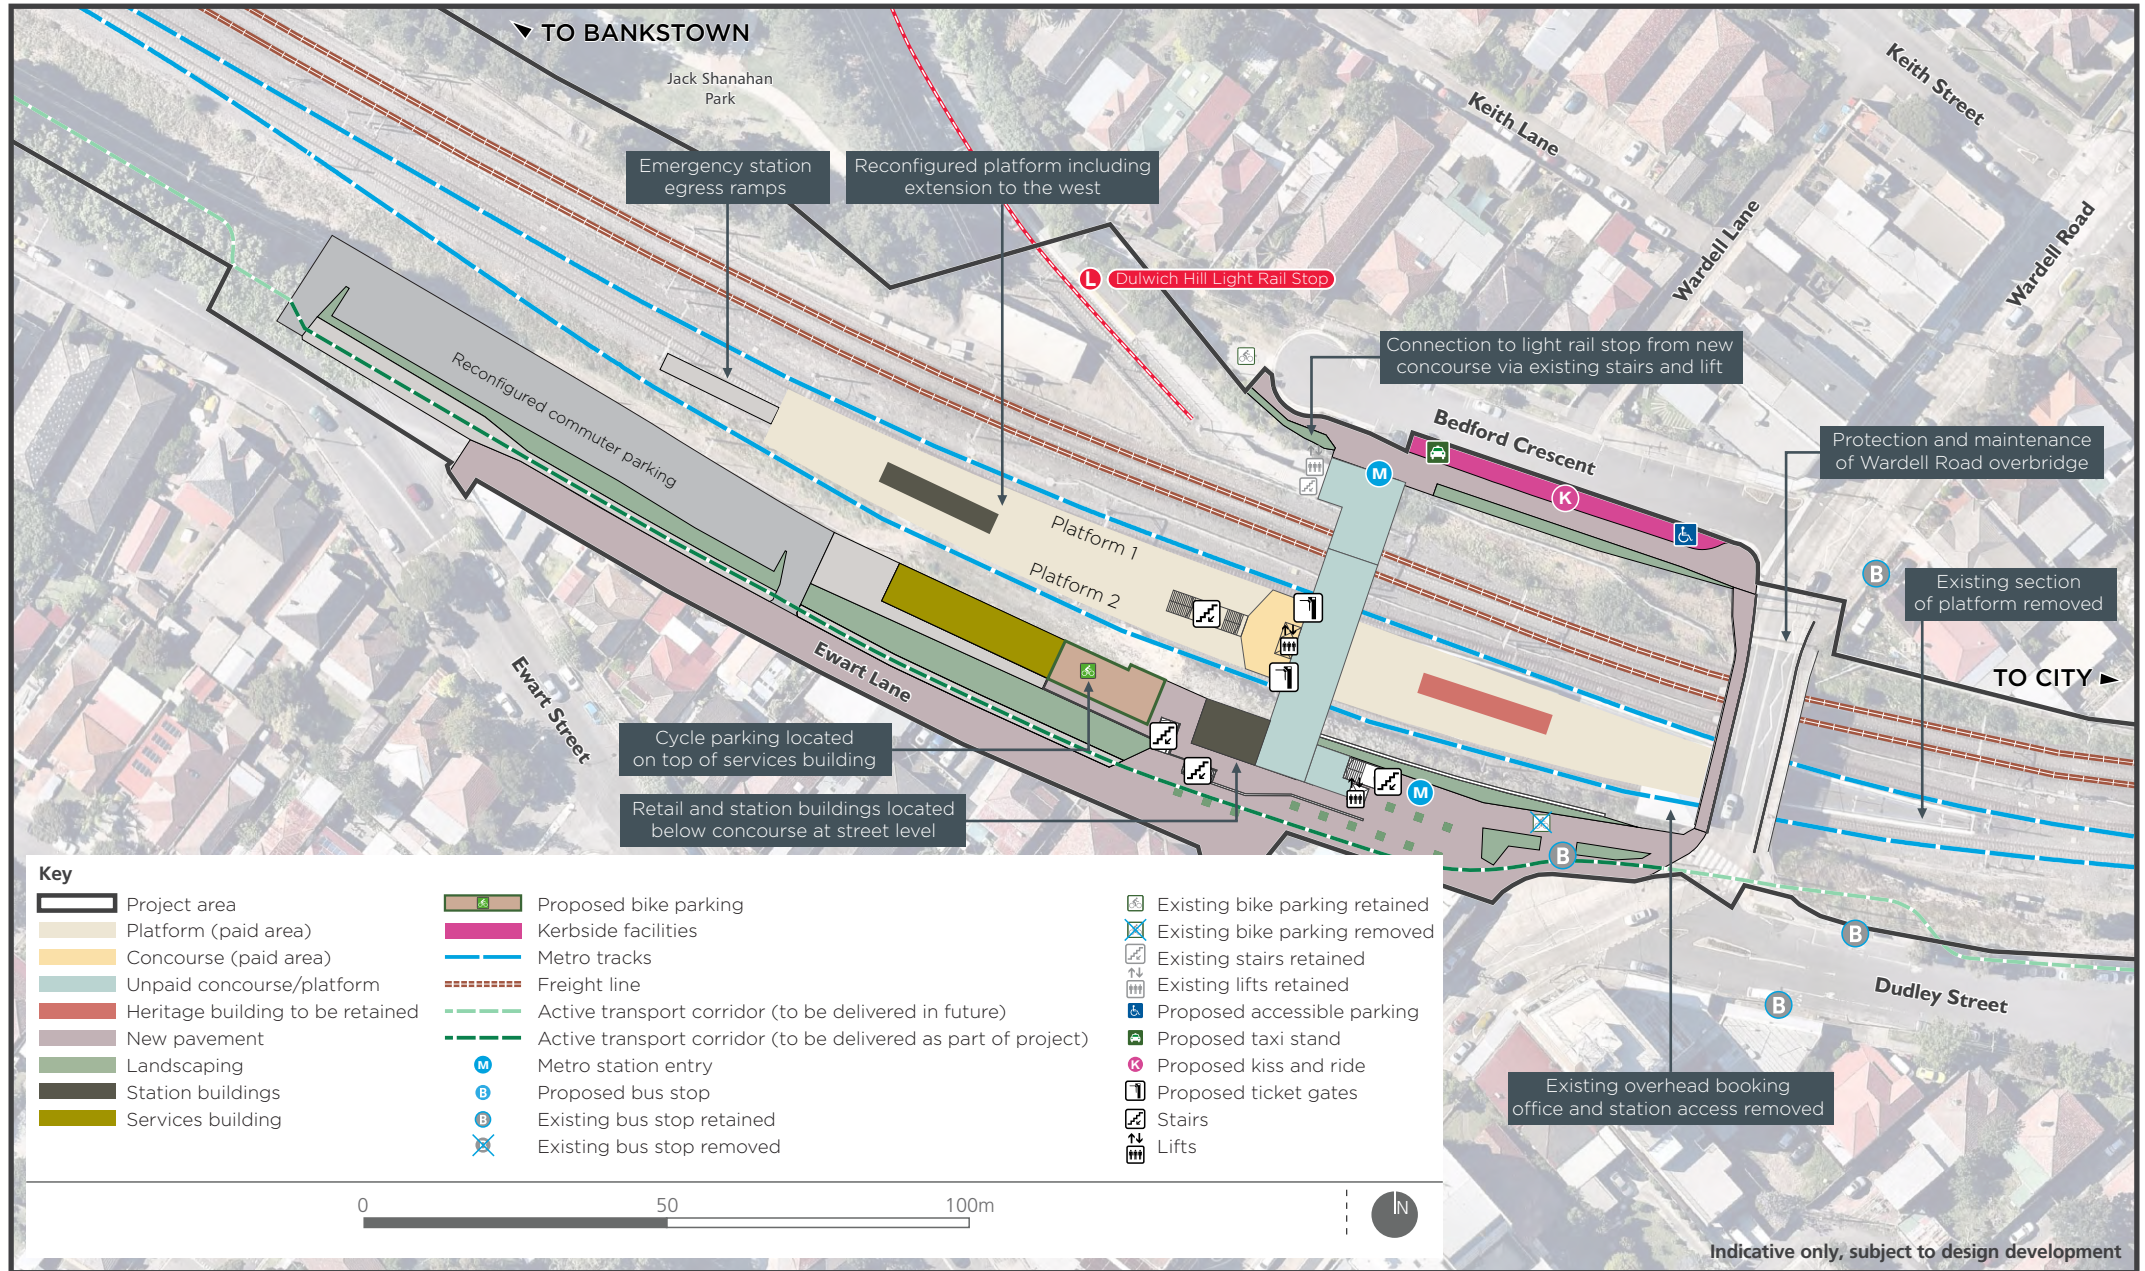 TO BANKSTOWN
Jack Shanahan
Park
Keith Street
Keith Lane
Emergency station
egress ramps
Reconfigured platform including
extension to the west
Wardell Lane
Wardell Road
L
Dulwich Hill Light Rail Stop
Connection to light rail stop from new
concourse via existing stairs and lift
Reconfigured commuter parking
Bedford Crescent
Protection and maintenance
of Wardell Road overbridge
M
K
Platform 1
Platform 2
B
Existing section
of platform removed
Ewart Lane
Ewart Street
TO CITY
Cycle parking located
on top of services building
Retail and station buildings located
below concourse at street level
M
B
B
B
Dudley Street
Existing overhead booking
office and station access removed
Key
Project area
Platform (paid area)
Concourse (paid area)
Unpaid concourse/platform
Heritage building to be retained
New pavement
Landscaping
Station buildings
Services building
Proposed bike parking
Kerbside facilities
Metro tracks
Freight line
Active transport corridor (to be delivered in future)
Active transport corridor (to be delivered as part of project)
M Metro station entry
B Proposed bus stop
B Existing bus stop retained
B Existing bus stop removed
Existing bike parking retained
Existing bike parking removed
Existing stairs retained
Existing lifts retained
Proposed accessible parking
Proposed taxi stand
K Proposed kiss and ride
Proposed ticket gates
Stairs
Lifts
0 50 100m
N
Indicative only, subject to design development